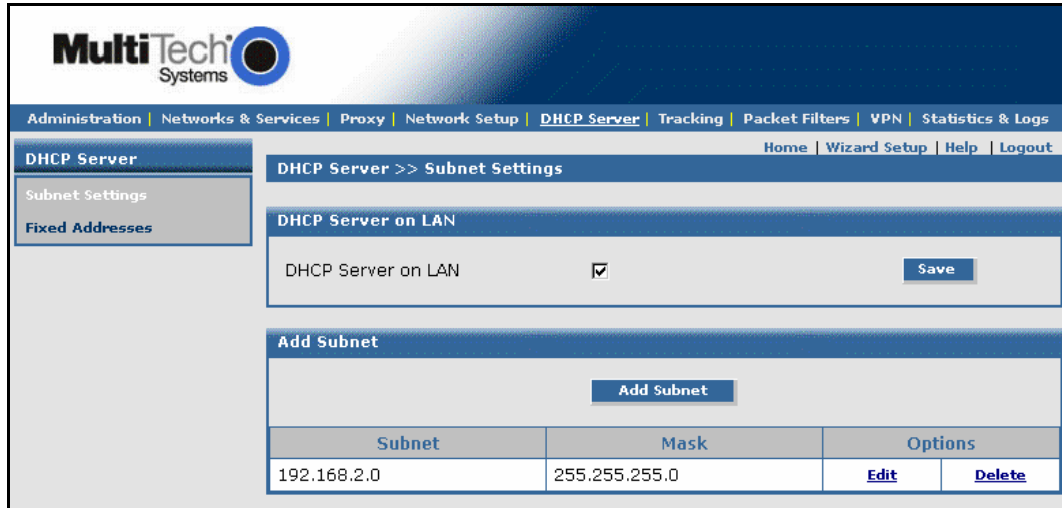 MultiTech
Systems
Administration | Networks & Services | Proxy | Network Setup | DHCP Server | Tracking | Packet Filters | VPN | Statistics & Logs
Home | Wizard Setup | Help | Logout
DHCP Server
Subnet Settings
Fixed Addresses
DHCP Server >> Subnet Settings
DHCP Server on LAN
DHCP Server on LAN Save
Add Subnet
Add Subnet
Subnet Mask Options
192.168.2.0 255.255.255.0 Edit Delete